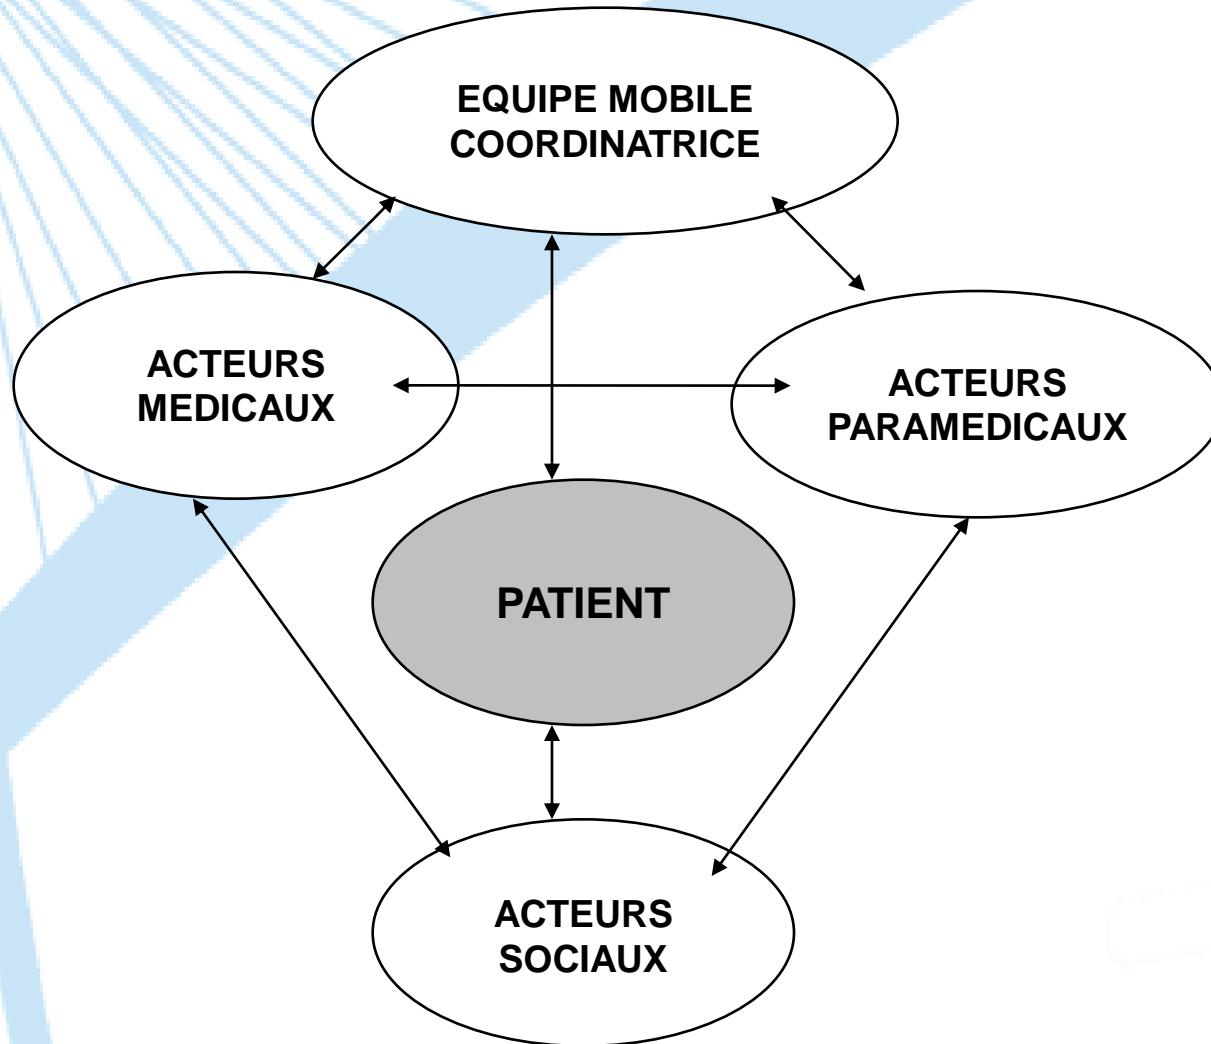 EQUIPE MOBILE
COORDINATRICE
ACTEURS
MEDICAUX
ACTEURS
PARAMEDICAUX
PATIENT
ACTEURS
SOCIAUX